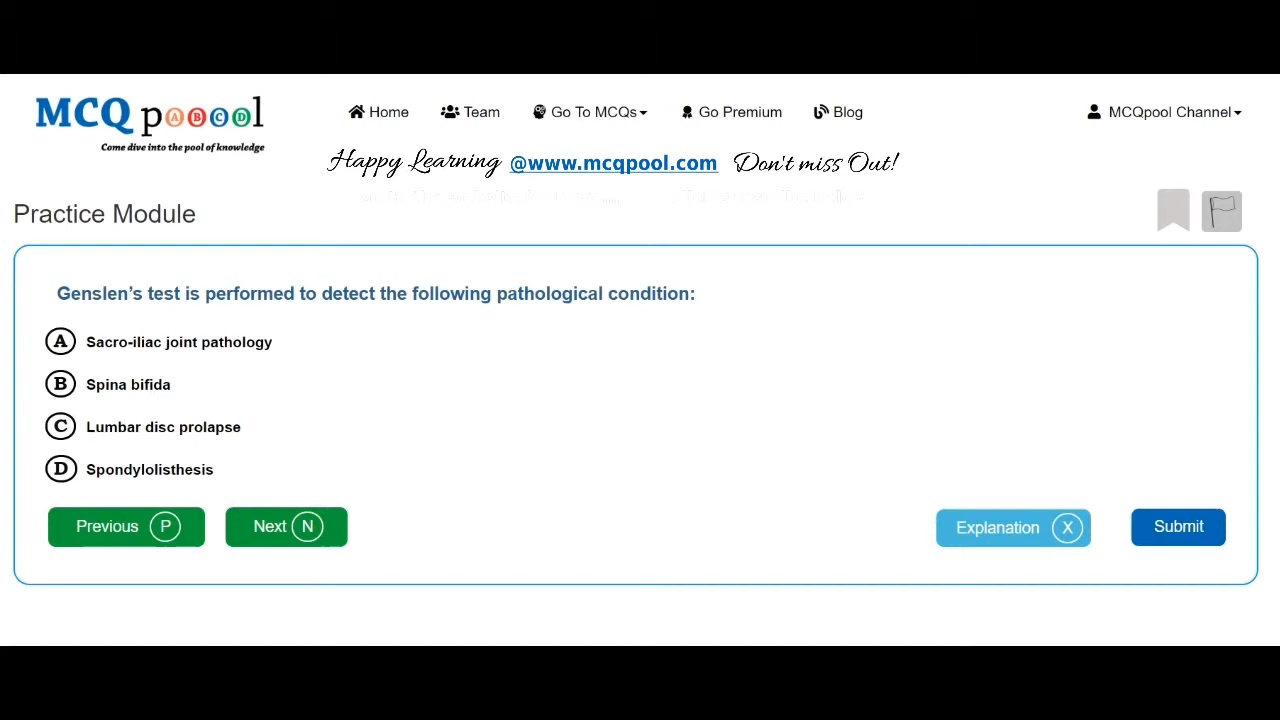 MCQ pooool
A B C D
Come dive into the pool of knowledge
Home Team Go To MCQs Go Premium Blog MCQpool Channel
Happy Learning @www.mcqpool.com Don't miss Out!
Practice Module
Genslen’s test is performed to detect the following pathological condition:
A Sacro-iliac joint pathology
B Spina bifida
C Lumbar disc prolapse
D Spondylolisthesis
Previous P Next N Explanation X Submit